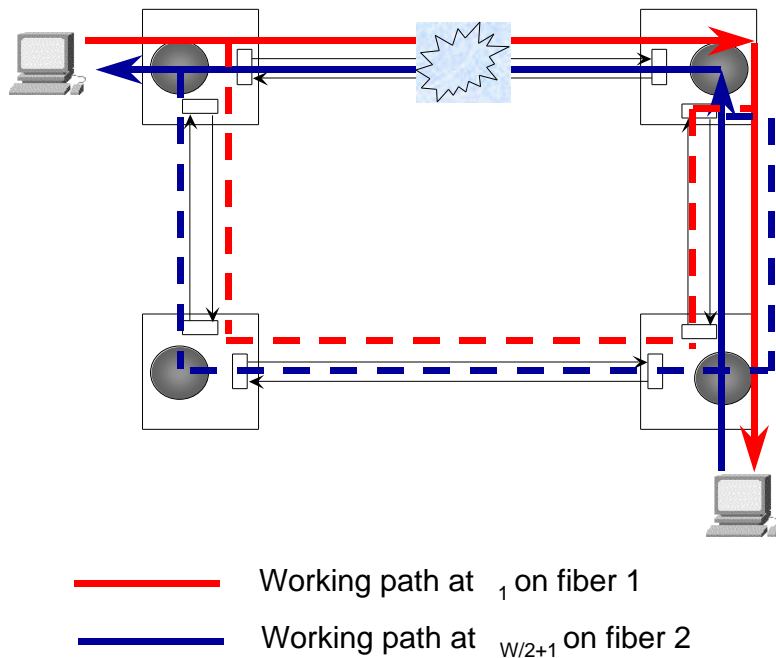 Working path at ₁ on fiber 1
Working path at W/2+1 on fiber 2